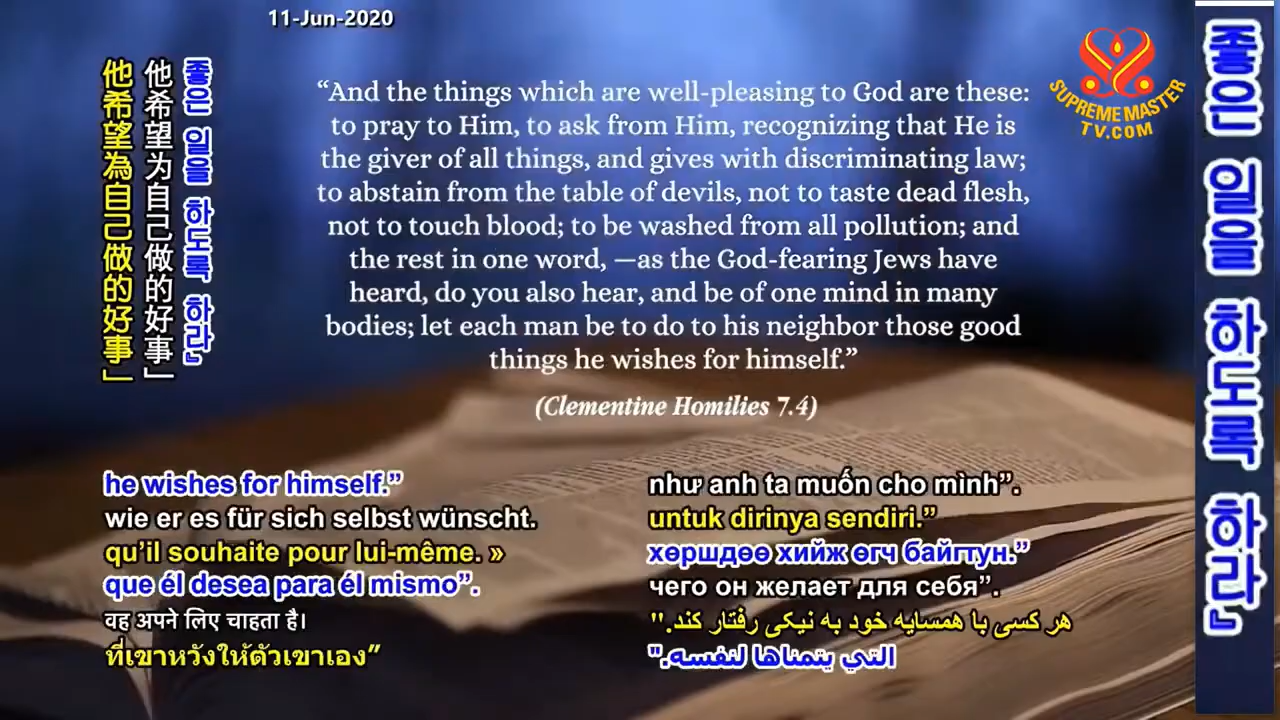 11-Jun-2020
SUPREME MASTER
TV.COM
他希望為自己做的好事」
他希望为自己做的好事」
좋은 일을 하도록 하라』
“And the things which are well-pleasing to God are these:
to pray to Him, to ask from Him, recognizing that He is
the giver of all things, and gives with discriminating law;
to abstain from the table of devils, not to taste dead flesh,
not to touch blood; to be washed from all pollution; and
the rest in one word, —as the God-fearing Jews have
heard, do you also hear, and be of one mind in many
bodies; let each man be to do to his neighbor those good
things he wishes for himself.”
(Clementine Homilies 7.4)
he wishes for himself.”
wie er es für sich selbst wünscht.
qu’il souhaite pour lui-même. »
que él desea para él mismo”.
वह अपने लिए चाहता है।
ที่เขาหวังให้ตัวเขาเอง”
như anh ta muốn cho mình”.
untuk dirinya sendiri.”
хөршдөө хийж өгч байгтун.”
чего он желает для себя”.
هر کسی با همسایه خود به نیکی رفتار کند."
التي يتمناها لنفسه."
좋은 일을 하도록 하라』